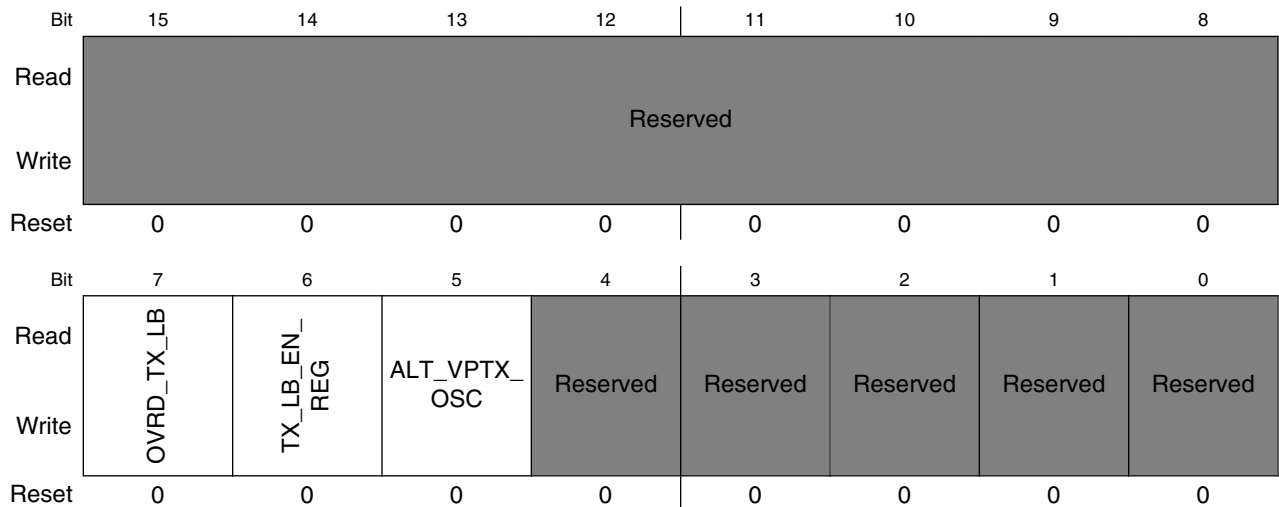 Bit 15 14 13 12 11 10 9 8
Read
Reserved
Write
Reset 0 0 0 0 0 0 0 0
Bit 7 6 5 4 3 2 1 0
Read
OVRD_TX_LB
TX_LB_EN_
REG
ALT_VPTX_
OSC
Reserved Reserved Reserved Reserved Reserved
Write
Reset 0 0 0 0 0 0 0 0